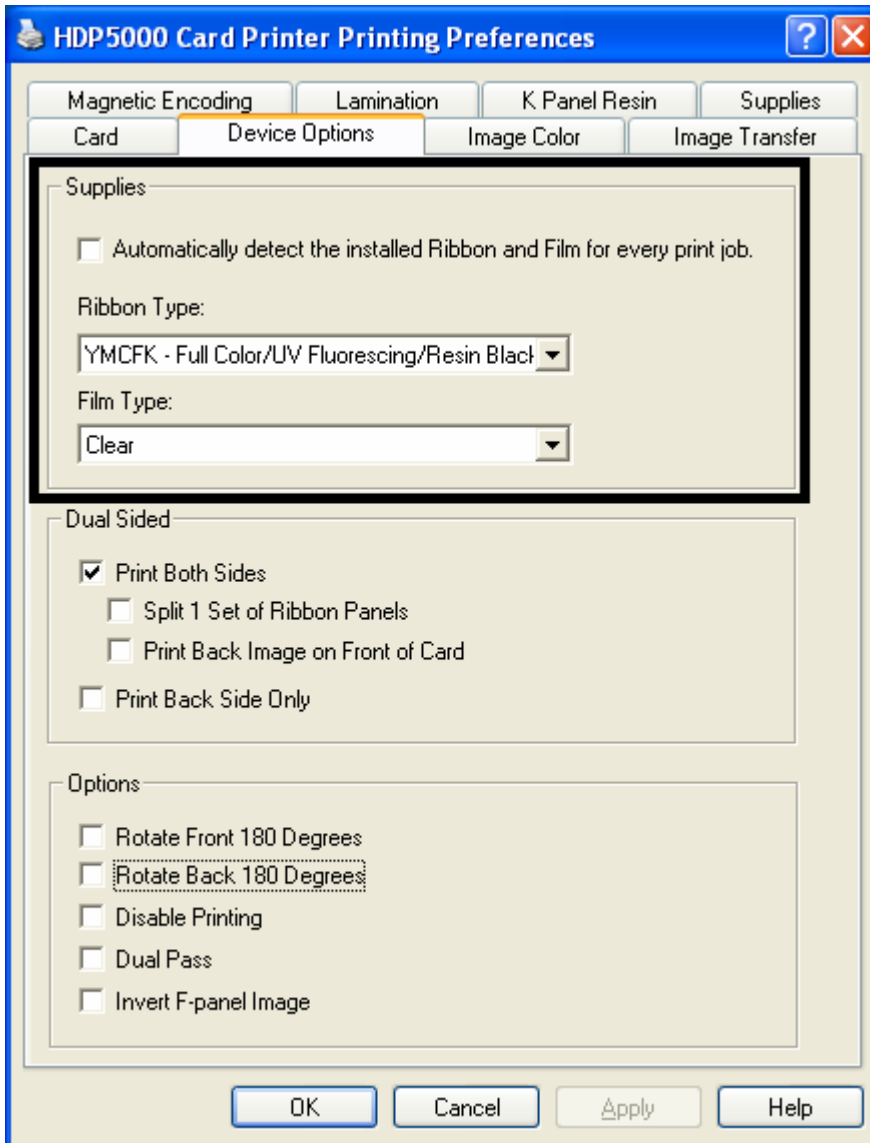 HDP5000 Card Printer Printing Preferences
Magnetic Encoding Lamination K Panel Resin Supplies
Card Device Options Image Color Image Transfer
Supplies
Automatically detect the installed Ribbon and Film for every print job.
Ribbon Type:
YMCFK - Full Color/UV Fluorescing/Resin Black
Film Type:
Clear
Dual Sided
Print Both Sides
Split 1 Set of Ribbon Panels
Print Back Image on Front of Card
Print Back Side Only
Options
Rotate Front 180 Degrees
Rotate Back 180 Degrees
Disable Printing
Dual Pass
Invert F-panel Image
OK Cancel Apply Help